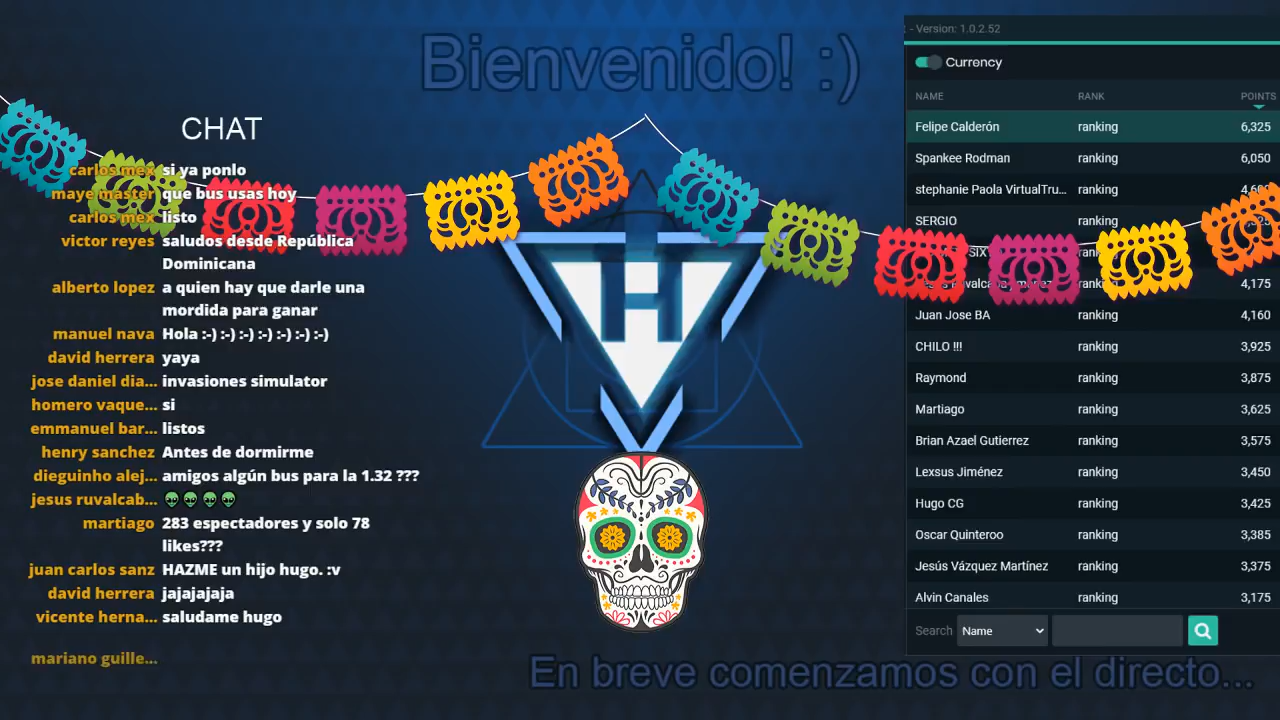 Bienvenido! :)
CHAT
carlos mex si ya ponlo
maye master que bus usas hoy
carlos mex listo
victor reyes saludos desde República
Dominicana
alberto lopez a quien hay que darle una
mordida para ganar
manuel nava Hola :-) :-) :-) :-) :-) :-)
david herrera yaya
jose daniel dia... invasiones simulator
homero vaque... si
emmanuel bar... listos
henry sanchez Antes de dormirme
dieguinho alej... amigos algún bus para la 1.32 ???
jesus ruvalcab... 👽 👽 👽 👽
martiago 283 espectadores y solo 78
likes???
juan carlos sanz HAZME un hijo hugo. :v
david herrera jajajajaja
vicente herna... saludame hugo
mariano guille...
H
- Version: 1.0.2.52
Currency
NAME RANK POINTS
Felipe Calderón ranking 6,325
Spankee Rodman ranking 6,050
stephanie Paola VirtualTru... ranking
SERGIO ranking
ranking
ranking 4,175
Juan Jose BA ranking 4,160
CHILO !!! ranking 3,925
Raymond ranking 3,875
Martiago ranking 3,625
Brian Azael Gutierrez ranking 3,575
Lexsus Jiménez ranking 3,450
Hugo CG ranking 3,425
Oscar Quinteroo ranking 3,385
Jesús Vázquez Martínez ranking 3,375
Alvin Canales ranking 3,175
Search Name
En breve comenzamos con el directo...